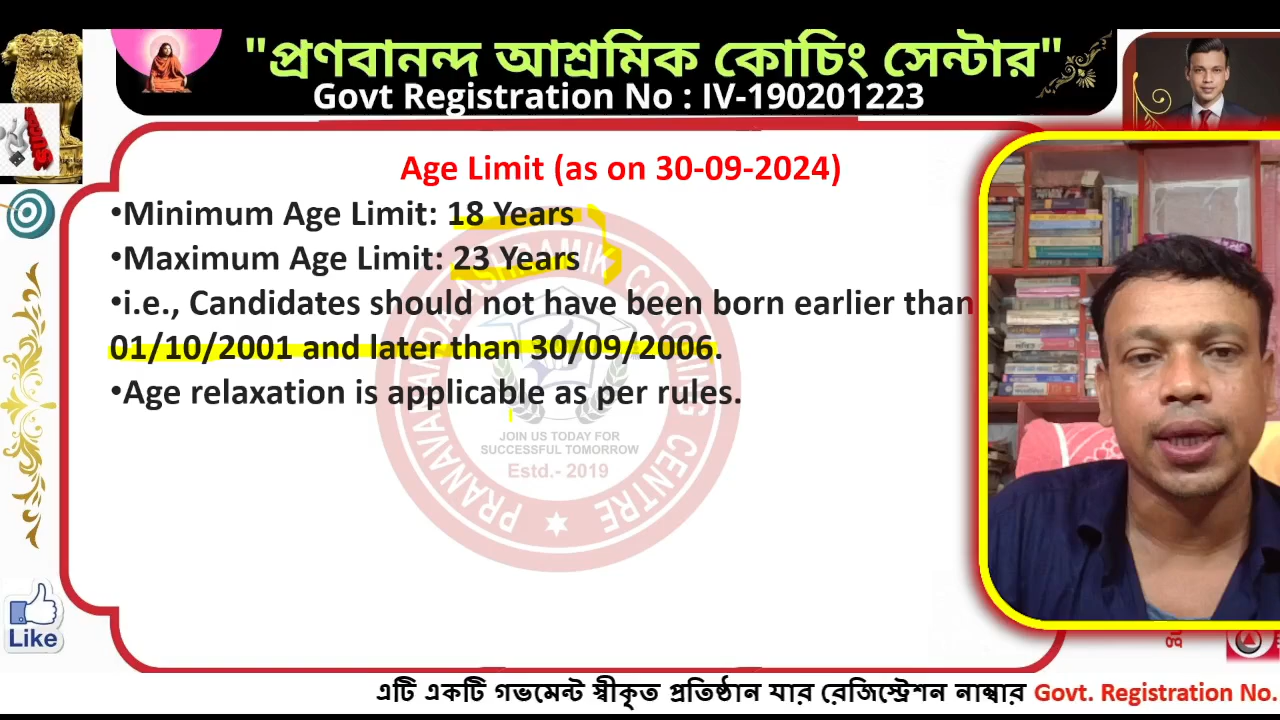 "প্রণবানন্দ আশ্রমিক কোচিং সেন্টার"
Govt Registration No : IV-190201223
Age Limit (as on 30-09-2024)
•Minimum Age Limit: 18 Years
•Maximum Age Limit: 23 Years
•i.e., Candidates should not have been born earlier than
01/10/2001 and later than 30/09/2006.
•Age relaxation is applicable as per rules.
PRANAVANANDA ASHRAMIK COACHING CENTRE
JOIN US TODAY FOR
SUCCESSFUL TOMORROW
Estd.- 2019
Like
এটি একটি গভমেন্ট স্বীকৃত প্রতিষ্ঠান যার রেজিস্ট্রেশন নাম্বার Govt. Registration No.